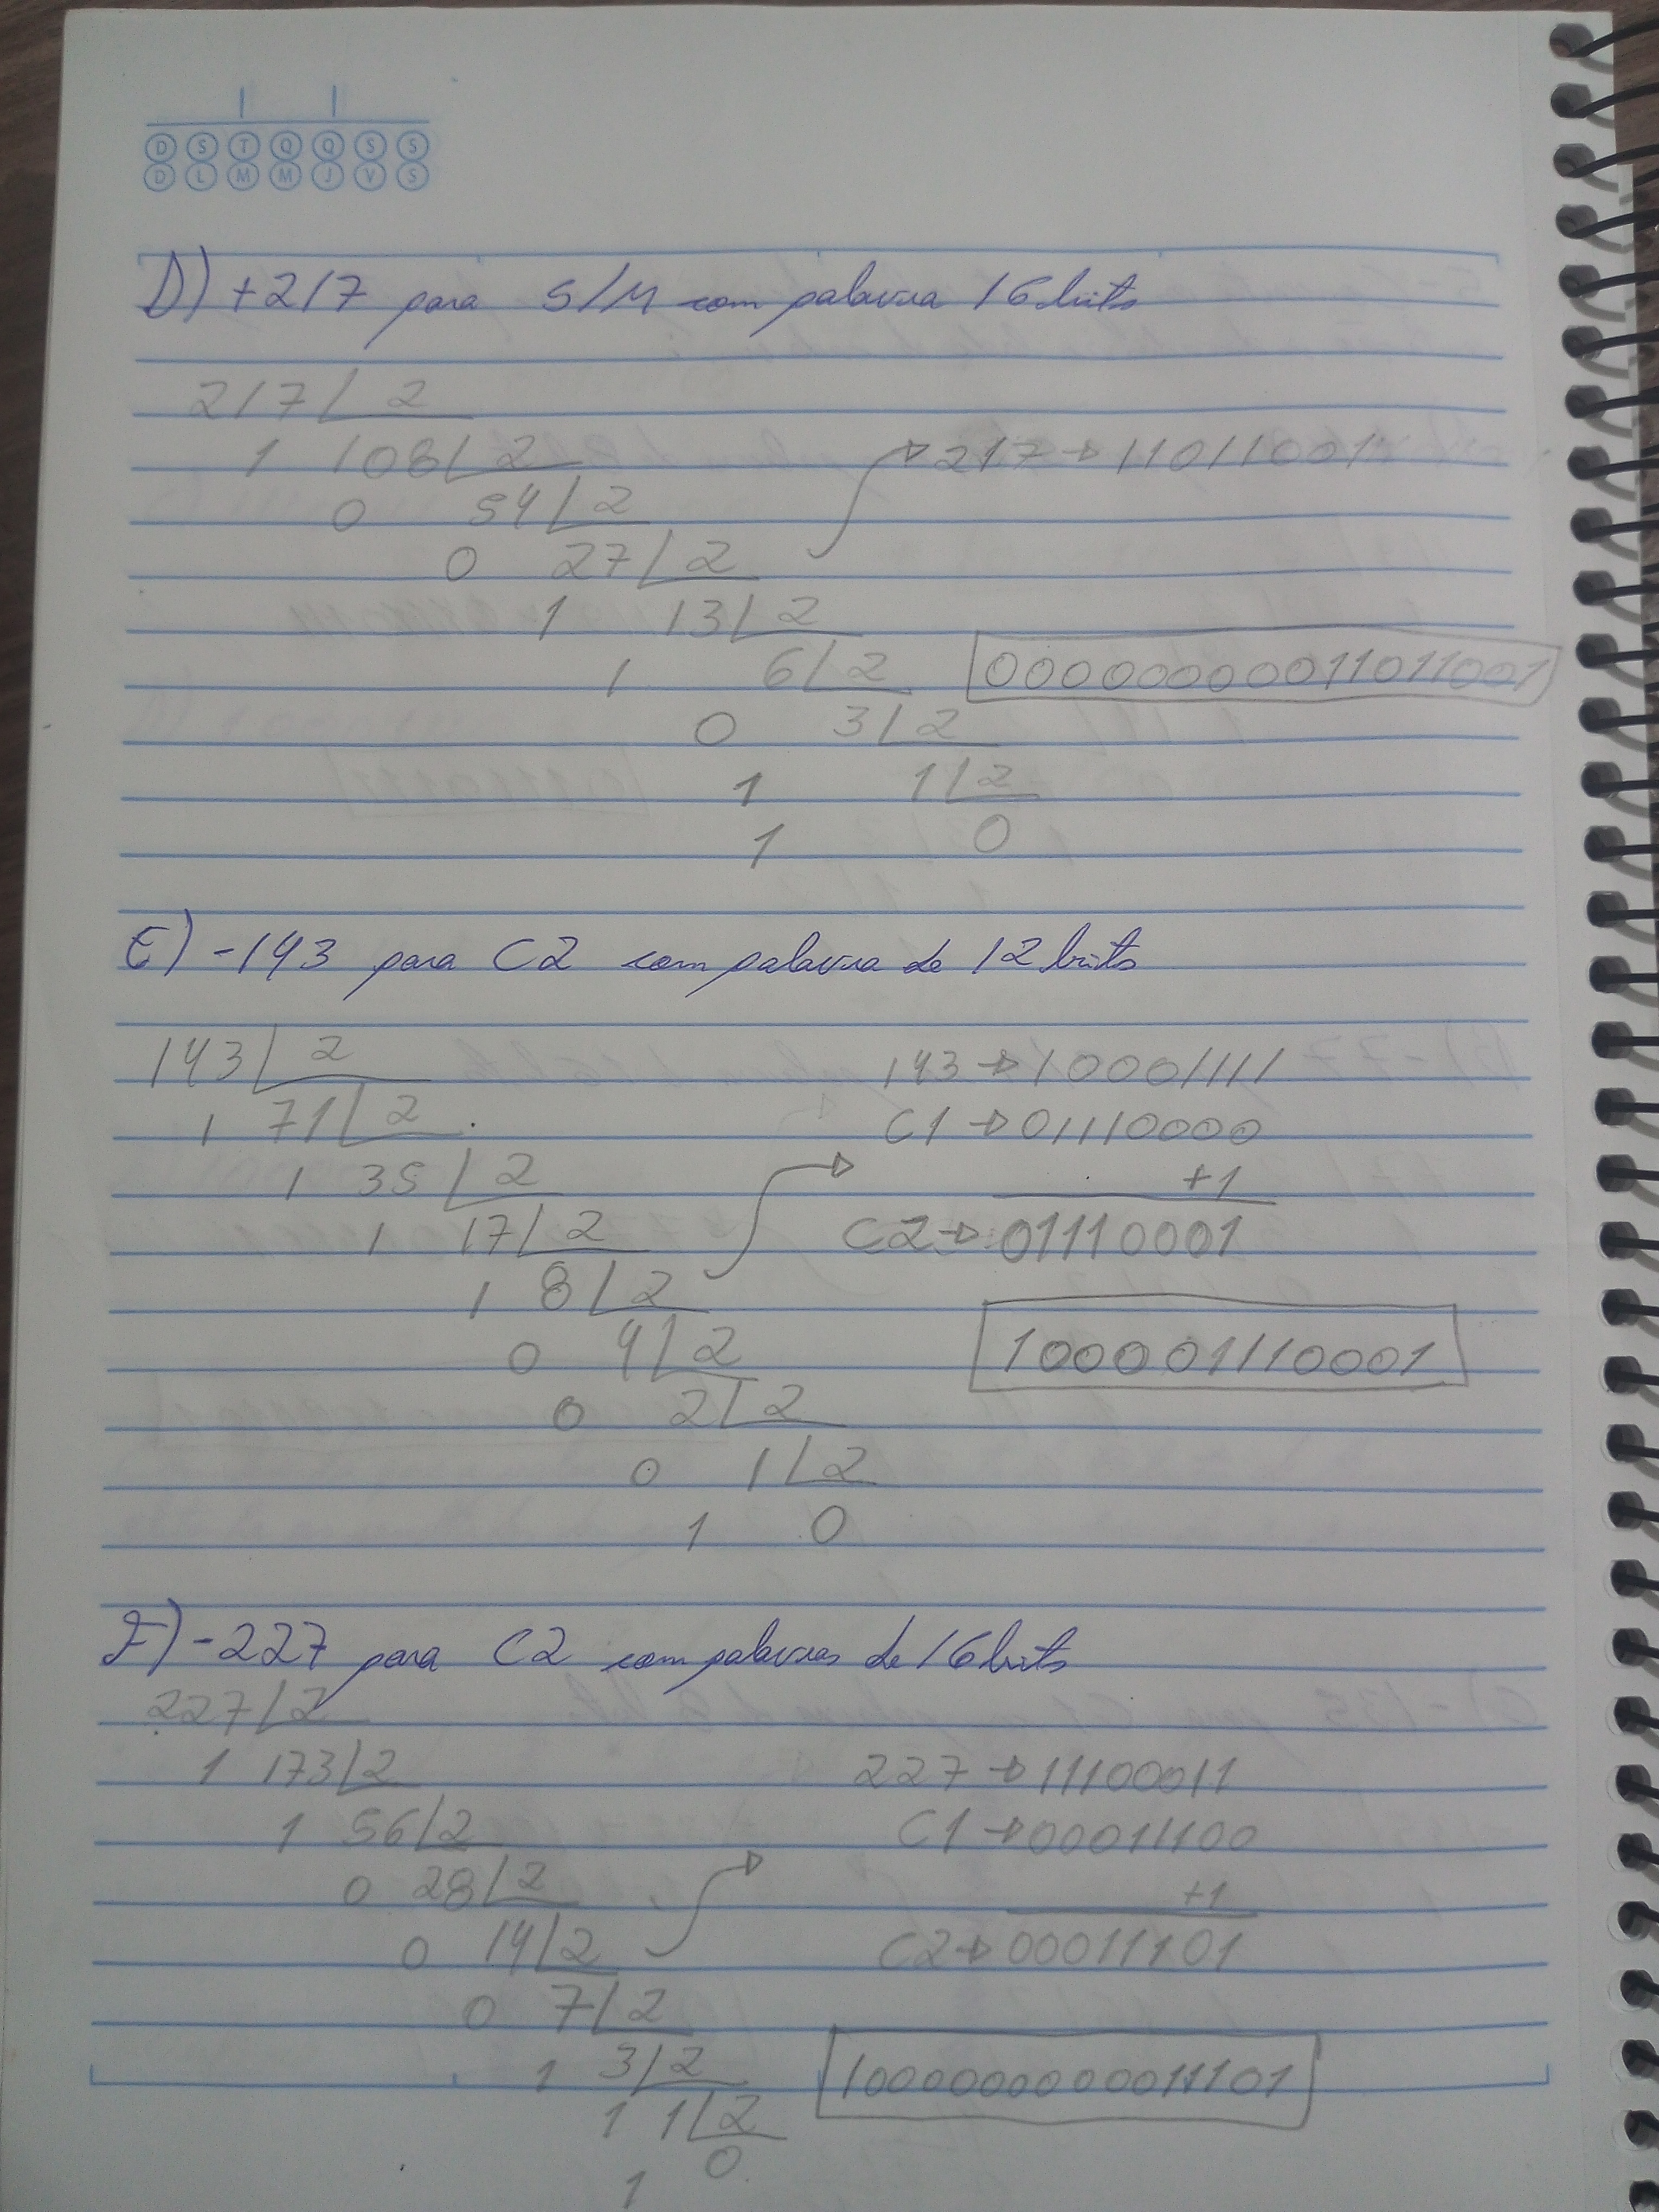 D S T Q Q S S
D L M M J V S
D) +217 para S/M com palavra 16 bits
217 2
1 108 2
217 → 11011001
0 54 2
0 27 2
1 13 2
1 6 2
0000000011011001
0 3 2
1 1 2
1 0
E) -143 para C2 com palavra de 12 bits
143 2
143 → 10001111
1 71 2
C1 → 01110000
1 35 2
+1
1 17 2
C2 → 01110001
1 8 2
0 4 2
100001110001
0 2 2
0 1 2
1 0
F) -227 para C2 com palavras de 16 bits
227 2
1 173 2
227 → 11100011
1 56 2
C1 → 00011100
0 28 2
+1
0 14 2
C2 → 00011101
0 7 2
1 3 2
1000000000011101
1 1 2
1 0